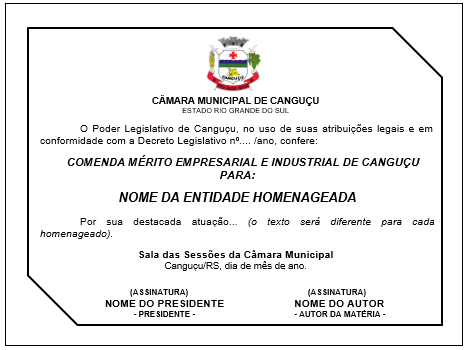 CANGUÇU
CÂMARA MUNICIPAL DE CANGUÇU
ESTADO RIO GRANDE DO SUL
O Poder Legislativo de Canguçu, no uso de suas atribuições legais e em
conformidade com a Decreto Legislativo nº.... /ano, confere:
COMENDA MÉRITO EMPRESARIAL E INDUSTRIAL DE CANGUÇU
PARA:
NOME DA ENTIDADE HOMENAGEADA
Por sua destacada atuação... (o texto será diferente para cada
homenageado).
Sala das Sessões da Câmara Municipal
Canguçu/RS, dia de mês de ano.
(ASSINATURA) (ASSINATURA)
NOME DO PRESIDENTE NOME DO AUTOR
- PRESIDENTE - - AUTOR DA MATÉRIA -